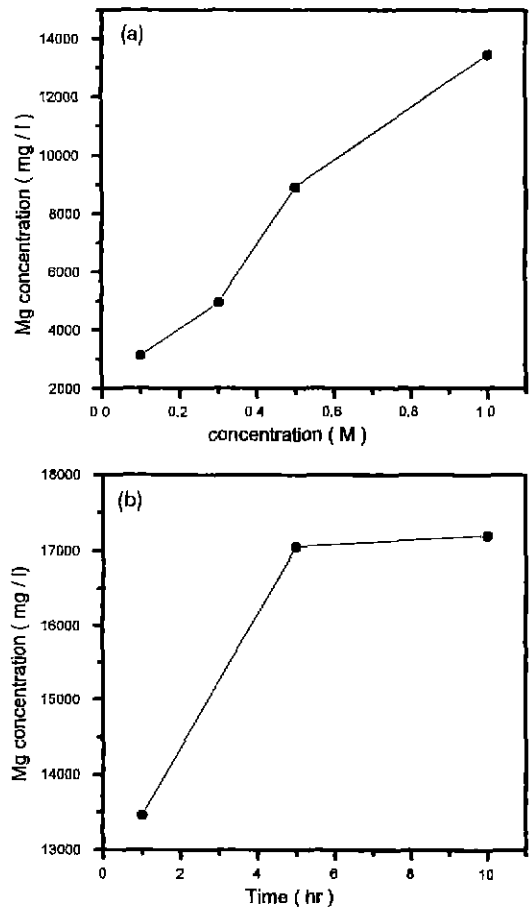 (a)
Mg concentration ( mg / l )
14000
12000
10000
8000
6000
4000
2000
0 0 0.2 0 4 0.6 0.8 1.0
concentration ( M )
(b)
Mg concentration ( mg / l )
18000
17000
16000
15000
14000
13000
0 2 4 6 8 10
Time ( hr )